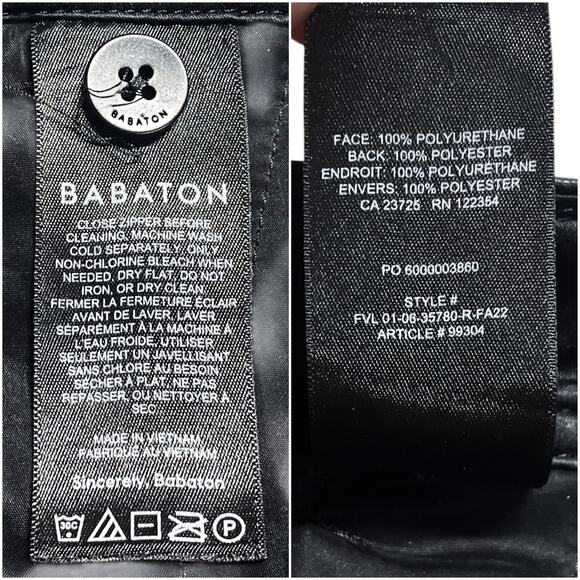 BABATON
BABATON
CLOSE ZIPPER BEFORE
CLEANING, MACHINE WASH
COLD SEPARATELY, ONLY
NON-CHLORINE BLEACH WHEN
NEEDED, DRY FLAT, DO NOT
IRON, OR DRY CLEAN
FERMER LA FERMETURE ÉCLAIR
AVANT DE LAVER, LAVER
SÉPARÉMENT À LA MACHINE À
L'EAU FROIDE, UTILISER
SEULEMENT UN JAVELLISANT
SANS CHLORE AU BESOIN
SÉCHER À PLAT, NE PAS
REPASSER, OU NETTOYER À
SEC
MADE IN VIETNAM
FABRIQUÉ AU VIETNAM
Sincerely, Babaton
30C
P
FACE: 100% POLYURETHANE
BACK: 100% POLYESTER
ENDROIT: 100% POLYURÉTHANE
ENVERS: 100% POLYESTER
CA 23725 RN 122354
PO 6000003860
STYLE #
FVL 01-06-35780-R-FA22
ARTICLE # 99304